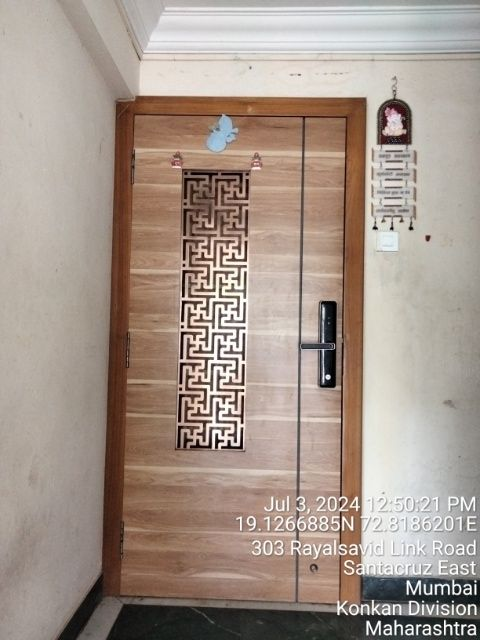 Jul 3, 2024 12:50:21 PM
19.1266885N 72.8186201E
303 Rayalsavid Link Road
Santacruz East
Mumbai
Konkan Division
Maharashtra